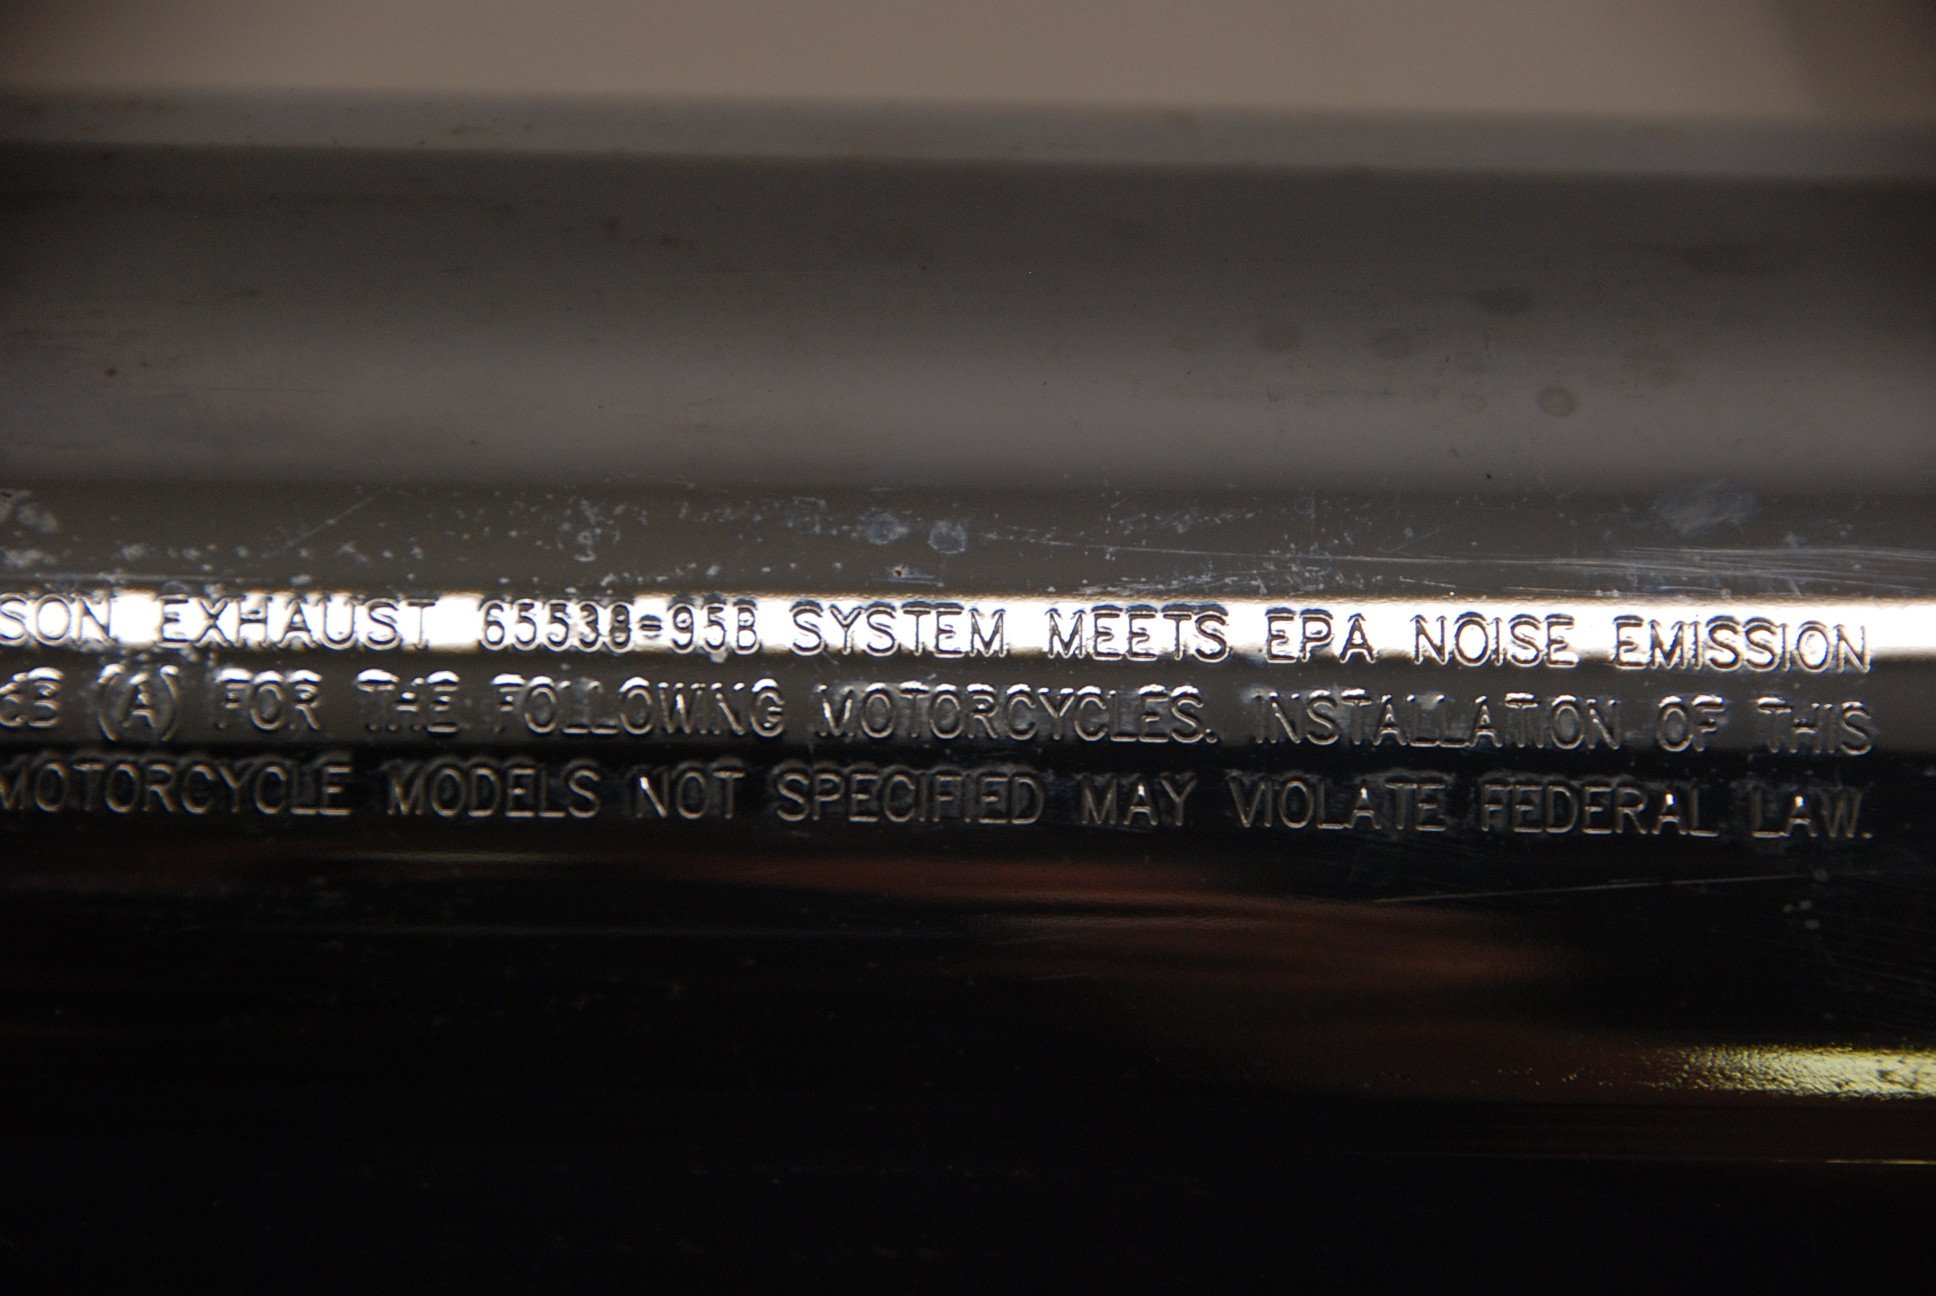 SON EXHAUST 65538-95B SYSTEM MEETS EPA NOISE EMISSION
CB (A) FOR THE FOLLOWING MOTORCYCLES. INSTALLATION OF THIS
MOTORCYCLE MODELS NOT SPECIFIED MAY VIOLATE FEDERAL LAW.